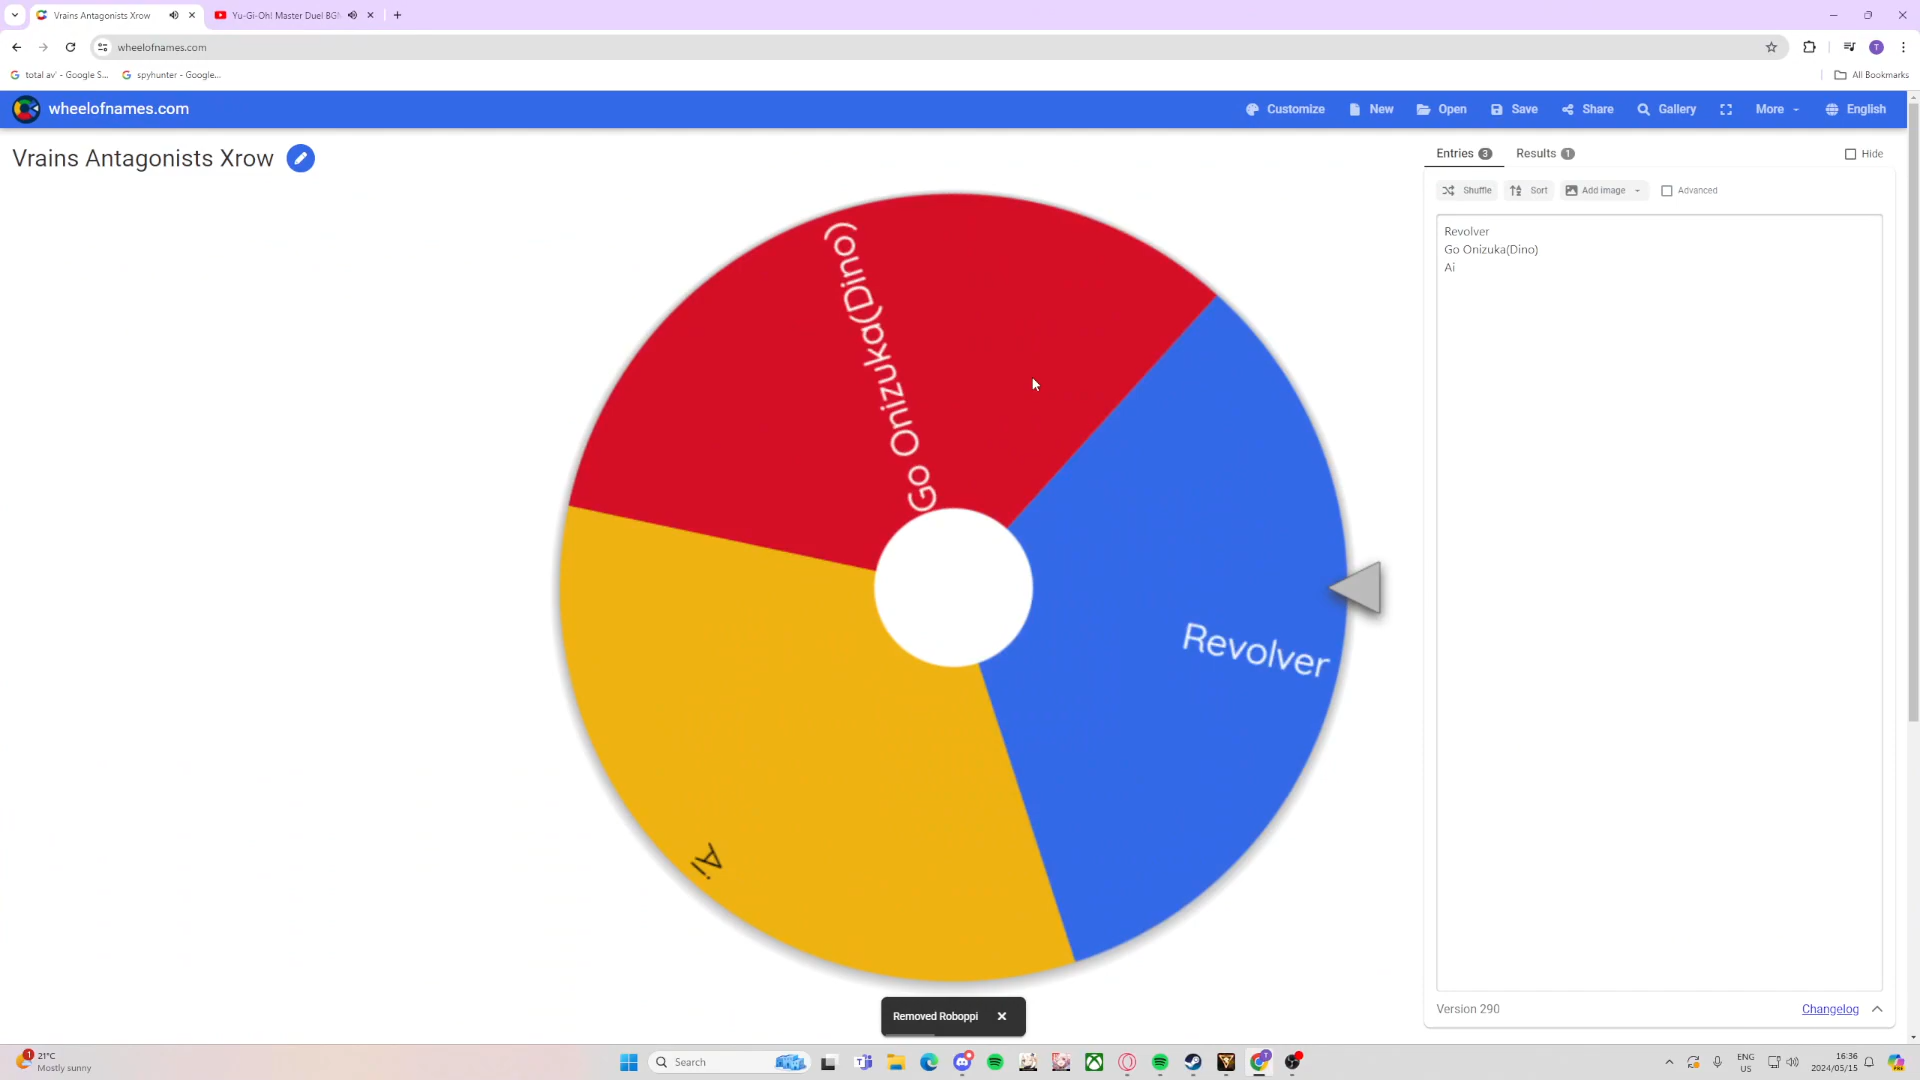 Vrains Antagonists Xrow
Yu-Gi-Oh! Master Duel BG
wheelofnames.com
total av' - Google S...
spyhunter - Google...
All Bookmarks
T
wheelofnames.com
Customize
New
Open
Save
Share
Gallery
More
English
Vrains Antagonists Xrow
Entries 3
Results 1
Hide
Shuffle
Sort
Add image
Advanced
Revolver
Go Onizuka(Dino)
Ai
Go Onizuka(Dino)
Revolver
Ai
Removed Roboppi
Version 290
Changelog
1
21°C
Mostly sunny
Search
ENG
US
16:36
2024/05/15